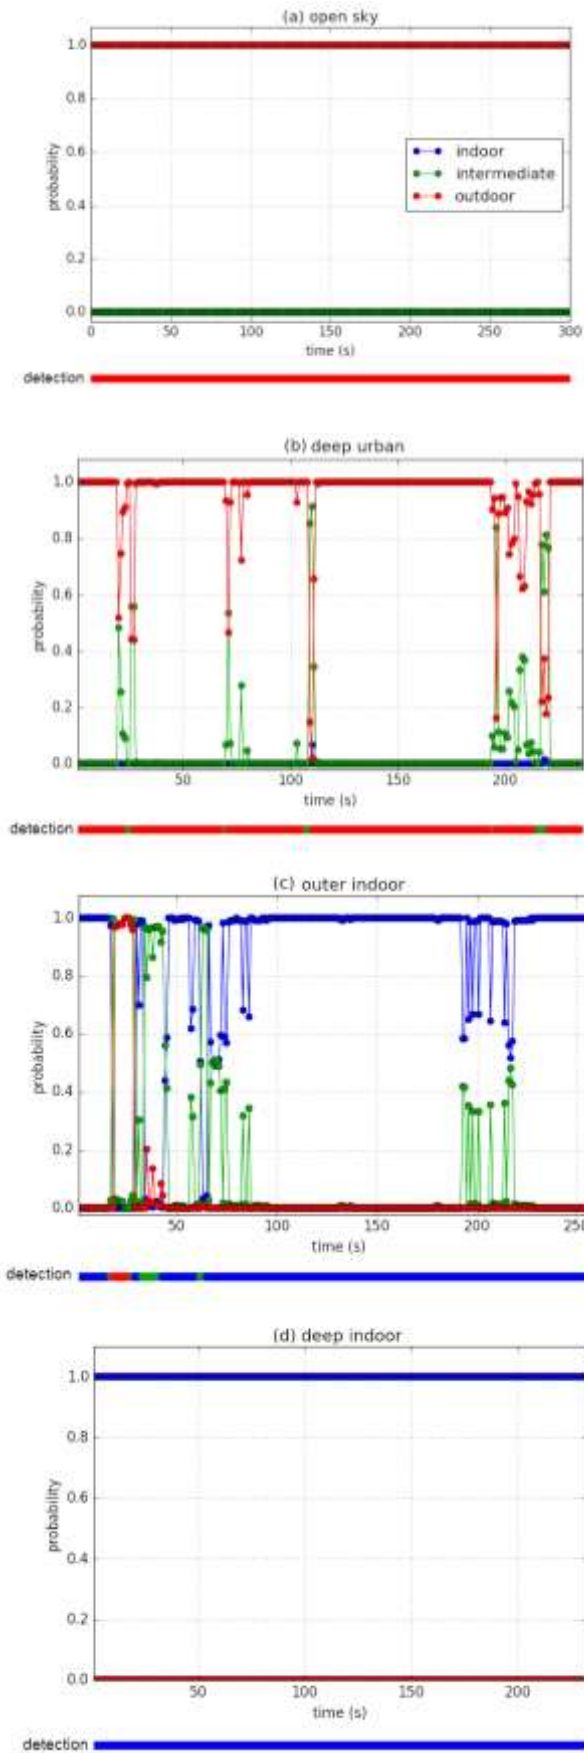 (a) open sky
1.0
0.8
0.6
0.4
0.2
0.0
probability
indoor
intermediate
outdoor
0 50 100 150 200 250 300
time (s)
detection
(b) deep urban
1.0
0.8
0.6
0.4
0.2
0.0
probability
50 100 150 200
time (s)
detection
(c) outer indoor
1.0
0.8
0.6
0.4
0.2
0.0
probability
50 100 150 200 250
time (s)
detection
(d) deep indoor
1.0
0.8
0.6
0.4
0.2
0.0
probability
50 100 150 200
time (s)
detection